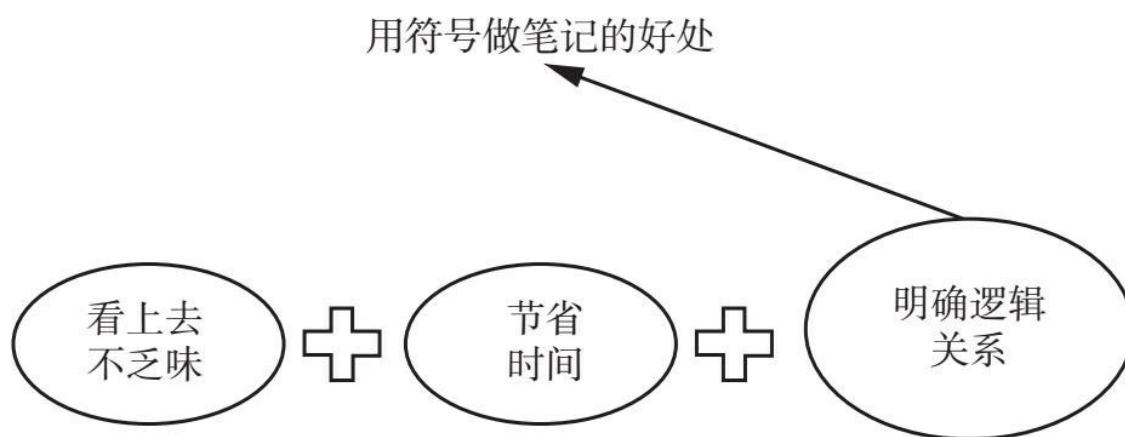 用符号做笔记的好处
看上去
不乏味
节省
时间
明确逻辑
关系